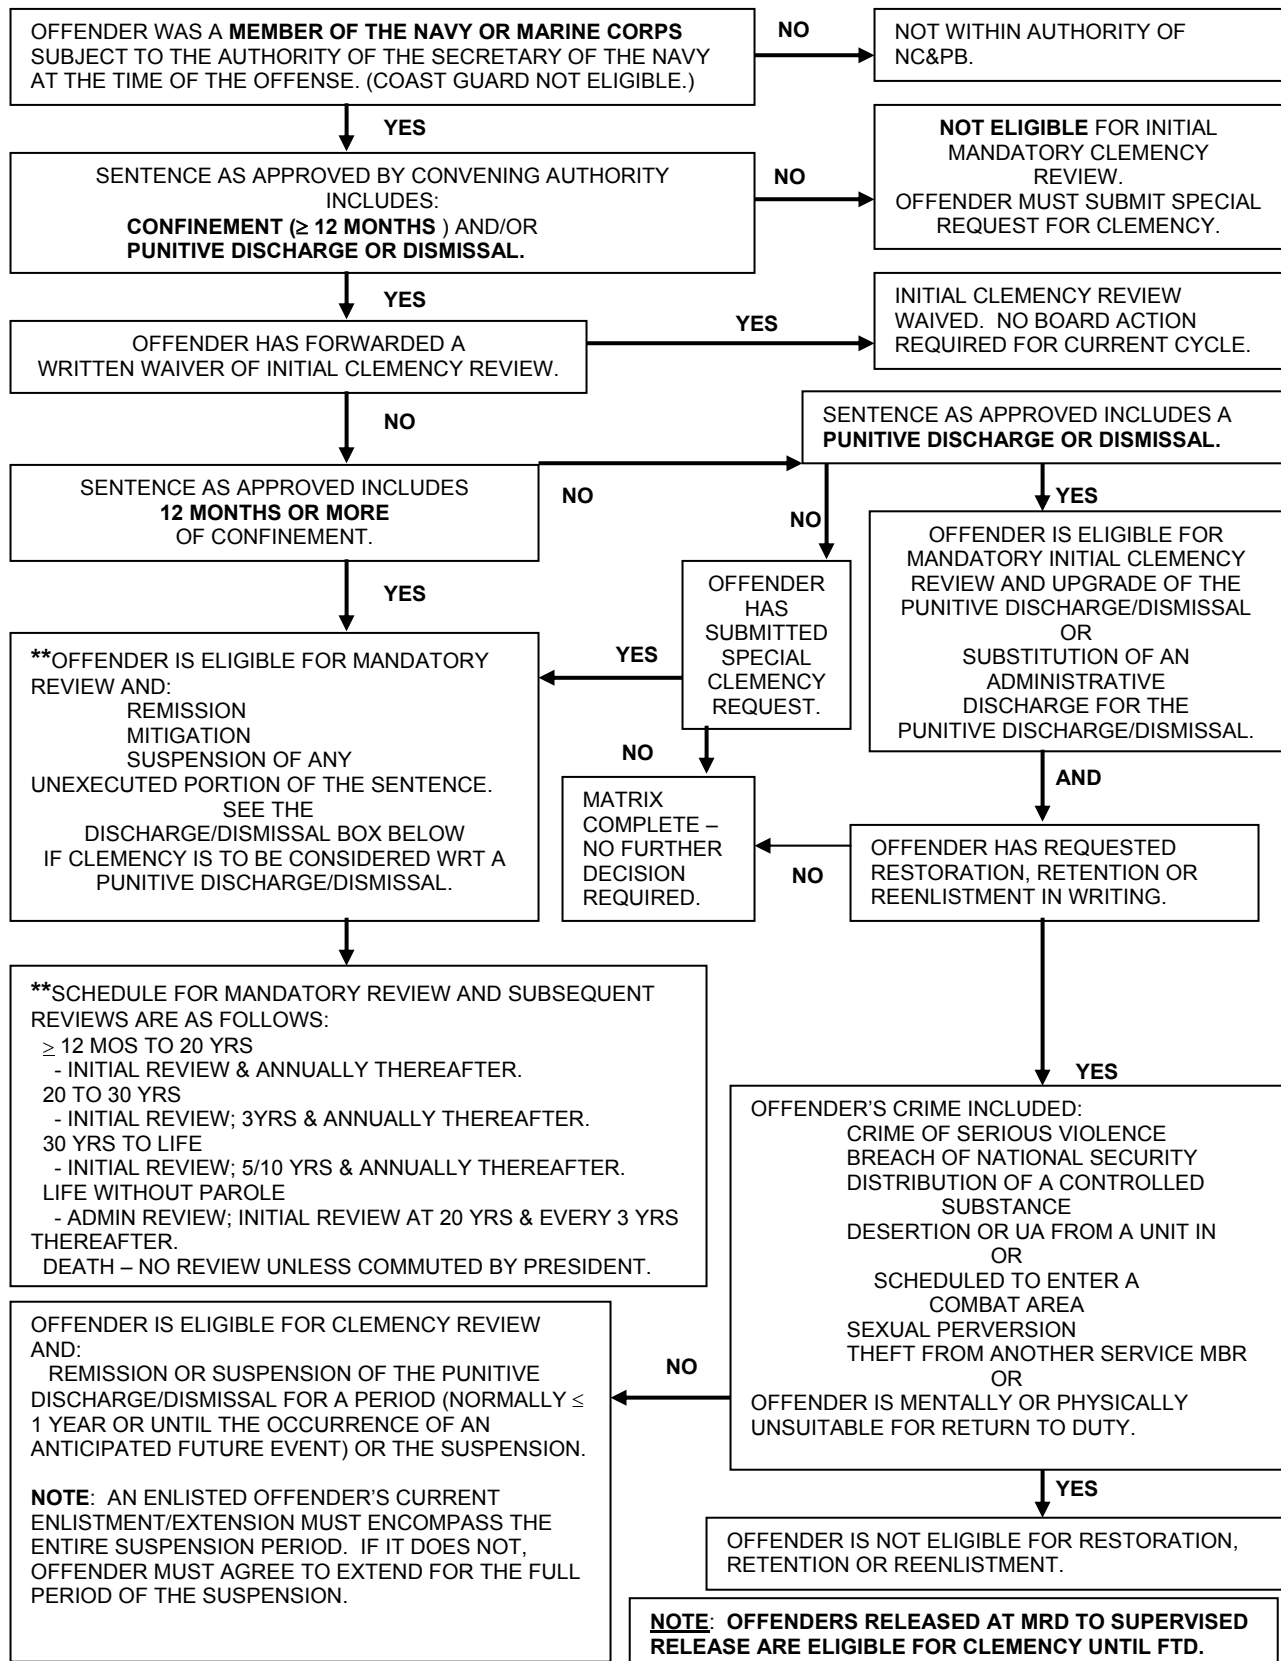 OFFENDER WAS A MEMBER OF THE NAVY OR MARINE CORPS
SUBJECT TO THE AUTHORITY OF THE SECRETARY OF THE NAVY
AT THE TIME OF THE OFFENSE. (COAST GUARD NOT ELIGIBLE.)
NO
NOT WITHIN AUTHORITY OF
NC&PB.
YES
SENTENCE AS APPROVED BY CONVENING AUTHORITY
INCLUDES:
CONFINEMENT (≥ 12 MONTHS ) AND/OR
PUNITIVE DISCHARGE OR DISMISSAL.
NO
NOT ELIGIBLE FOR INITIAL
MANDATORY CLEMENCY
REVIEW.
OFFENDER MUST SUBMIT SPECIAL
REQUEST FOR CLEMENCY.
YES
OFFENDER HAS FORWARDED A
WRITTEN WAIVER OF INITIAL CLEMENCY REVIEW.
YES
INITIAL CLEMENCY REVIEW
WAIVED. NO BOARD ACTION
REQUIRED FOR CURRENT CYCLE.
NO
SENTENCE AS APPROVED INCLUDES
12 MONTHS OR MORE
OF CONFINEMENT.
NO
SENTENCE AS APPROVED INCLUDES A
PUNITIVE DISCHARGE OR DISMISSAL.
NO
YES
OFFENDER IS ELIGIBLE FOR
MANDATORY INITIAL CLEMENCY
REVIEW AND UPGRADE OF THE
PUNITIVE DISCHARGE/DISMISSAL
OR
SUBSTITUTION OF AN
ADMINISTRATIVE
DISCHARGE FOR THE
PUNITIVE DISCHARGE/DISMISSAL.
OFFENDER
HAS
SUBMITTED
SPECIAL
CLEMENCY
REQUEST.
YES
YES
**OFFENDER IS ELIGIBLE FOR MANDATORY
REVIEW AND:
REMISSION
MITIGATION
SUSPENSION OF ANY
UNEXECUTED PORTION OF THE SENTENCE.
SEE THE
DISCHARGE/DISMISSAL BOX BELOW
IF CLEMENCY IS TO BE CONSIDERED WRT A
PUNITIVE DISCHARGE/DISMISSAL.
NO
MATRIX
COMPLETE –
NO FURTHER
DECISION
REQUIRED.
AND
NO
OFFENDER HAS REQUESTED
RESTORATION, RETENTION OR
REENLISTMENT IN WRITING.
**SCHEDULE FOR MANDATORY REVIEW AND SUBSEQUENT
REVIEWS ARE AS FOLLOWS:
≥ 12 MOS TO 20 YRS
- INITIAL REVIEW & ANNUALLY THEREAFTER.
20 TO 30 YRS
- INITIAL REVIEW; 3YRS & ANNUALLY THEREAFTER.
30 YRS TO LIFE
- INITIAL REVIEW; 5/10 YRS & ANNUALLY THEREAFTER.
LIFE WITHOUT PAROLE
- ADMIN REVIEW; INITIAL REVIEW AT 20 YRS & EVERY 3 YRS
THEREAFTER.
DEATH – NO REVIEW UNLESS COMMUTED BY PRESIDENT.
YES
OFFENDER'S CRIME INCLUDED:
CRIME OF SERIOUS VIOLENCE
BREACH OF NATIONAL SECURITY
DISTRIBUTION OF A CONTROLLED
SUBSTANCE
DESERTION OR UA FROM A UNIT IN
OR
SCHEDULED TO ENTER A
COMBAT AREA
SEXUAL PERVERSION
THEFT FROM ANOTHER SERVICE MBR
OR
OFFENDER IS MENTALLY OR PHYSICALLY
UNSUITABLE FOR RETURN TO DUTY.
NO
OFFENDER IS ELIGIBLE FOR CLEMENCY REVIEW
AND:
REMISSION OR SUSPENSION OF THE PUNITIVE
DISCHARGE/DISMISSAL FOR A PERIOD (NORMALLY ≤
1 YEAR OR UNTIL THE OCCURRENCE OF AN
ANTICIPATED FUTURE EVENT) OR THE SUSPENSION.
NOTE: AN ENLISTED OFFENDER'S CURRENT
ENLISTMENT/EXTENSION MUST ENCOMPASS THE
ENTIRE SUSPENSION PERIOD. IF IT DOES NOT,
OFFENDER MUST AGREE TO EXTEND FOR THE FULL
PERIOD OF THE SUSPENSION.
YES
OFFENDER IS NOT ELIGIBLE FOR RESTORATION,
RETENTION OR REENLISTMENT.
NOTE: OFFENDERS RELEASED AT MRD TO SUPERVISED
RELEASE ARE ELIGIBLE FOR CLEMENCY UNTIL FTD.